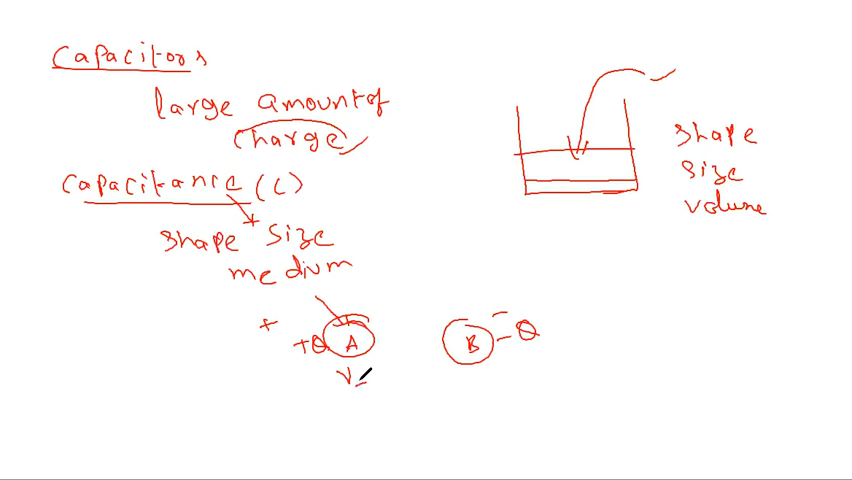 Capacitors
large amount of
charge
Capacitance (C)
shape size
medium
+
+Q A
V
B - Q
shape
size
volume